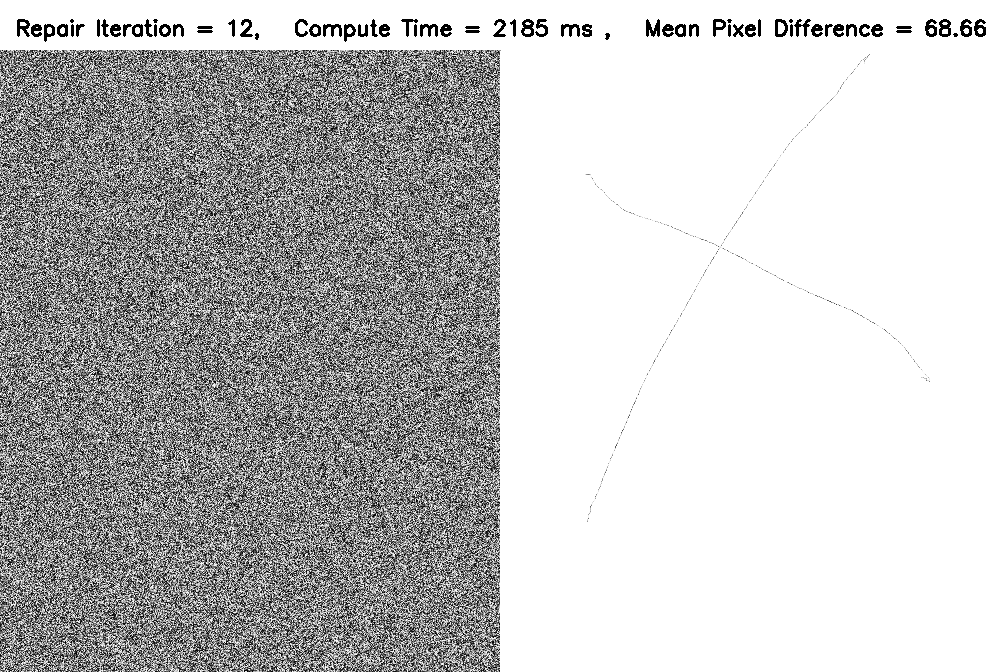 Repair Iteration = 12, Compute Time = 2185 ms , Mean Pixel Difference = 68.66